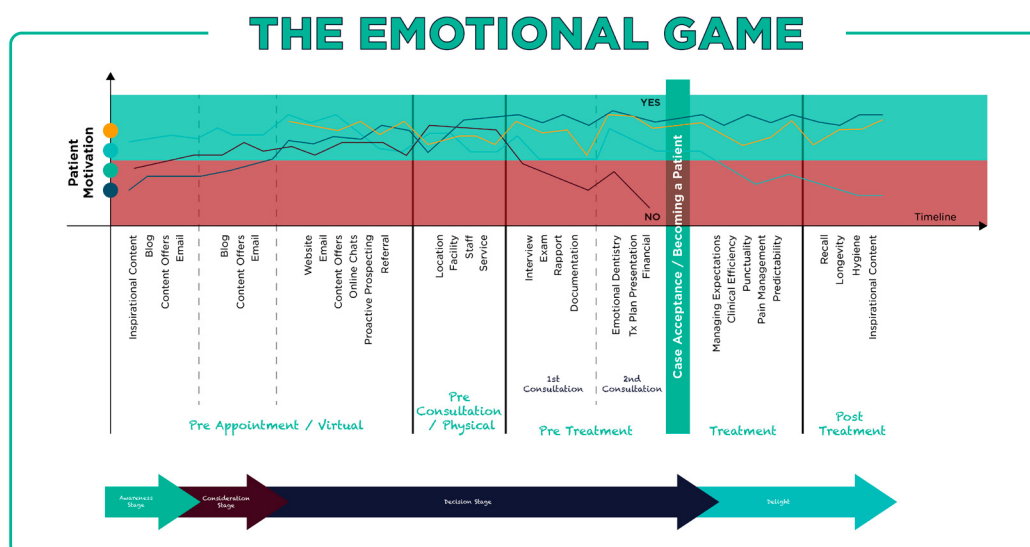 THE EMOTIONAL GAME
Patient
Motivation
YES
NO
Timeline
Case Acceptance / Becoming a Patient
Inspirational Content
Blog
Content Offers
Email
Blog
Content Offers
Email
Website
Email
Content Offers
Online Chats
Proactive Prospecting
Referral
Location
Facility
Staff
Service
Interview
Exam
Rapport
Documentation
Emotional Dentistry
Tx Plan Presentation
Financial
Managing Expectations
Clinical Efficiency
Punctuality
Pain Management
Predictability
Recall
Longevity
Hygiene
Inspirational Content
1st
Consultation
2nd
Consultation
Pre Appointment / Virtual
Pre
Consultation
/ Physical
Pre Treatment
Treatment
Post
Treatment
Awareness
Stage
Consideration
Stage
Decision Stage
Delight